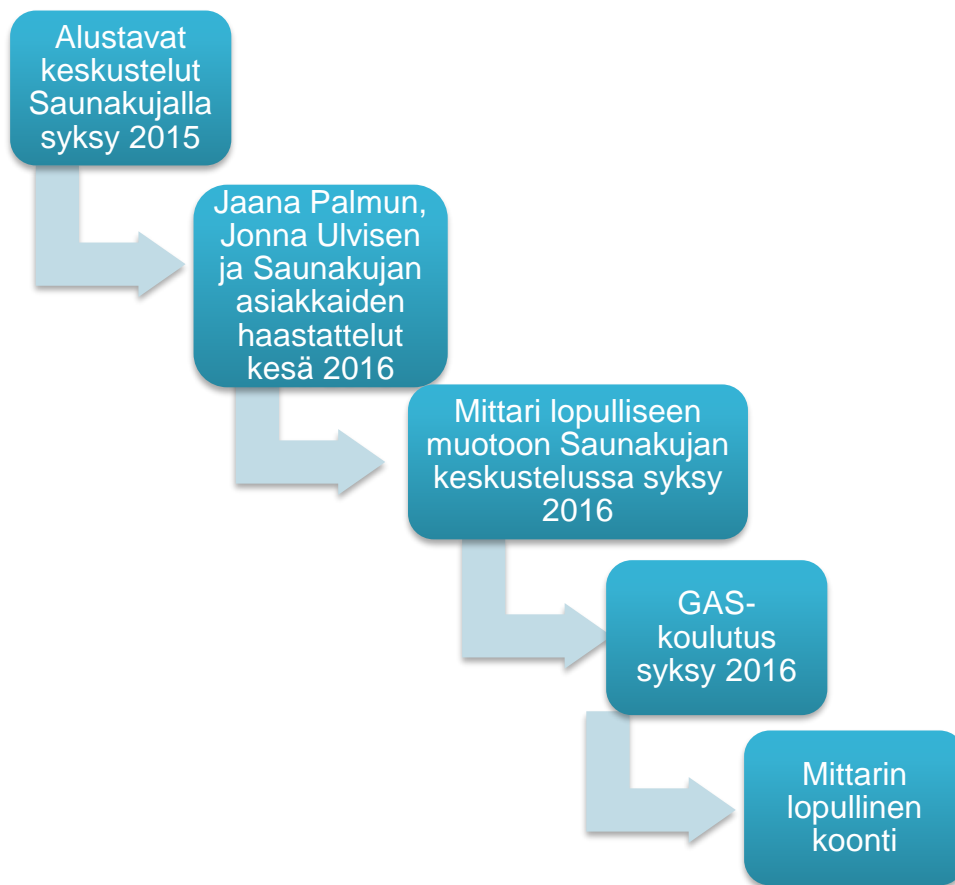 Alustavat
keskustelut
Saunakujalla
syksy 2015
Jaana Palmun,
Jonna Ulvisen
ja Saunakujan
asiakkaiden
haastattelut
kesä 2016
Mittari lopulliseen
muotoon Saunakujan
keskustelussa syksy
2016
GAS-
koulutus
syksy 2016
Mittarin
lopullinen
koonti